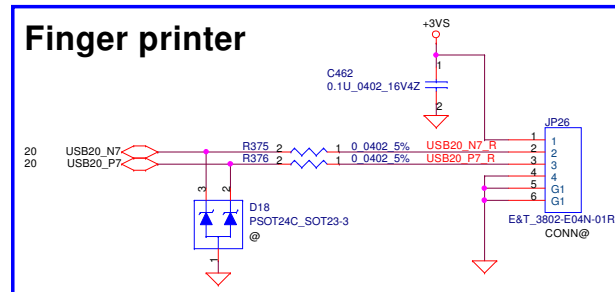 Finger printer
+3VS
1
C462
0.1U_0402_16V4Z
2
JP26
20 USB20_N7 R375 2 1 0_0402_5% USB20_N7_R 1 1
20 USB20_P7 R376 2 1 0_0402_5% USB20_P7_R 2 2
3 3
4 4
5 G1
6 G1
3 2
D18
PSOT24C_SOT23-3
@
1
E&T_3802-E04N-01R
CONN@